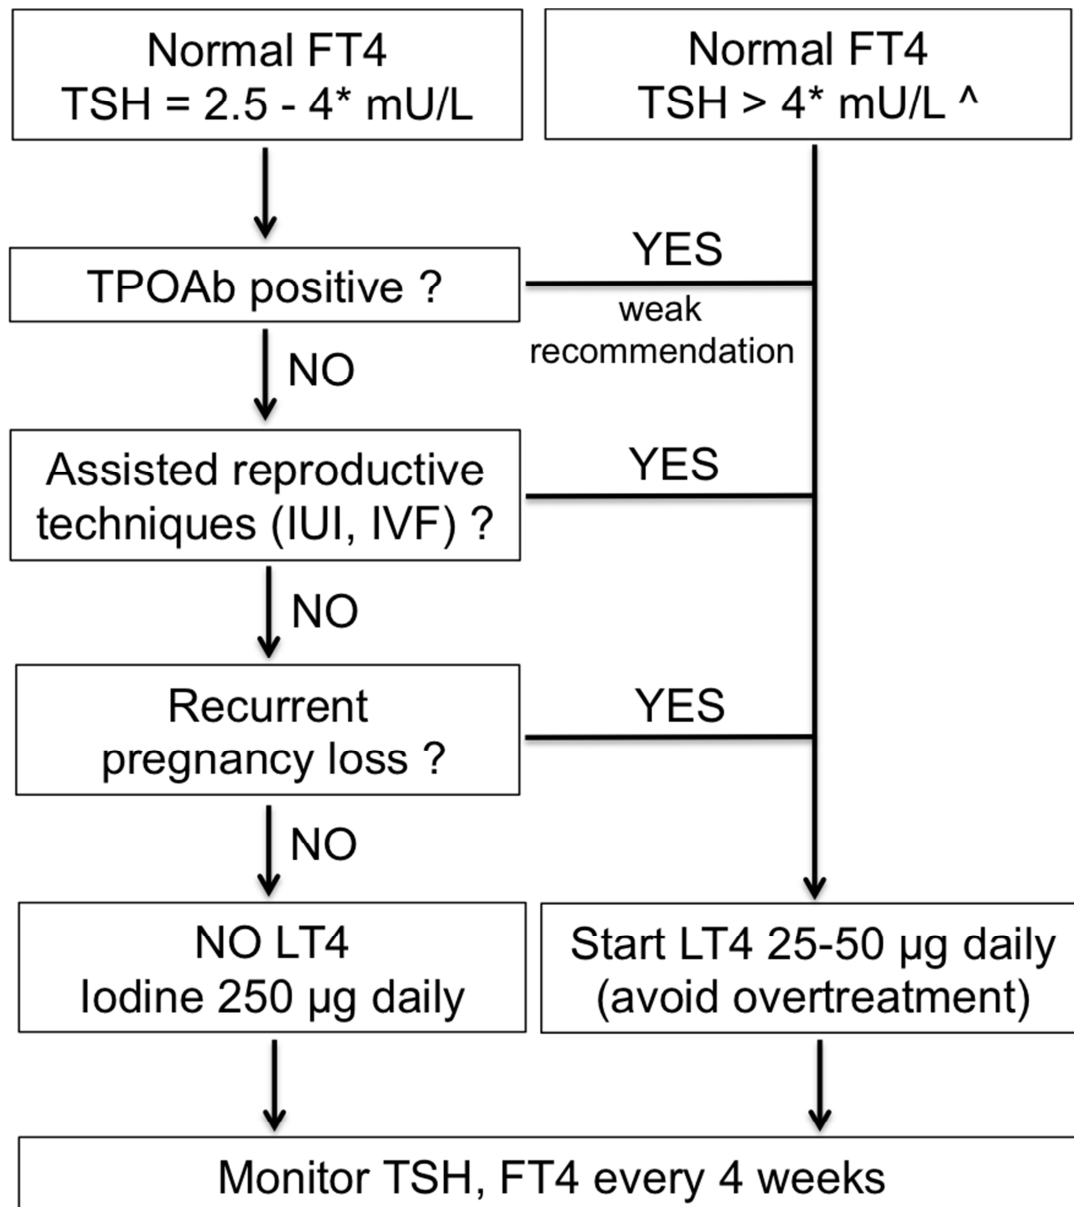 Normal FT4
TSH = 2.5 - 4* mU/L
Normal FT4
TSH > 4* mU/L ^
TPOAb positive ?
YES
weak
recommendation
NO
Assisted reproductive
techniques (IUI, IVF) ?
YES
NO
Recurrent
pregnancy loss ?
YES
NO
NO LT4
Iodine 250 µg daily
Start LT4 25-50 µg daily
(avoid overtreatment)
Monitor TSH, FT4 every 4 weeks